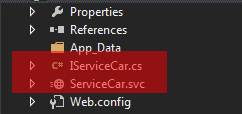 Properties
References
App_Data
C# IServiceCar.cs
ServiceCar.svc
Web.config